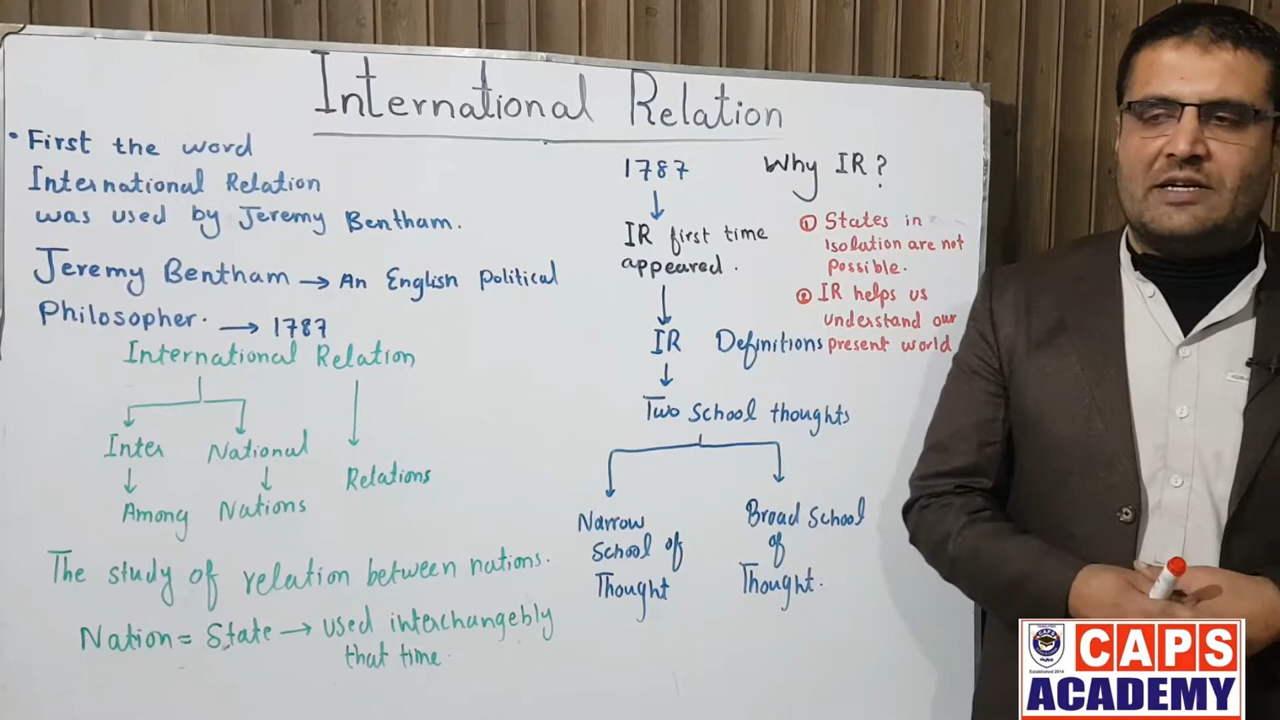 International Relation
• First the word
International Relation
was used by Jeremy Bentham.
Jeremy Bentham → An English Political
Philosopher. → 1787
International Relation
Inter National
Relations
Among Nations
The study of relation between nations.
Nation = State → used interchangebly
that time.
1787
IR first time
appeared.
IR Definitions
Two School thoughts
Narrow
School of
Thought
Broad School
of
Thought.
Why IR?
① States in
isolation are not
Possible.
② IR helps us
understand our
present world
CAPS
Established 2014
CAPS
ACADEMY